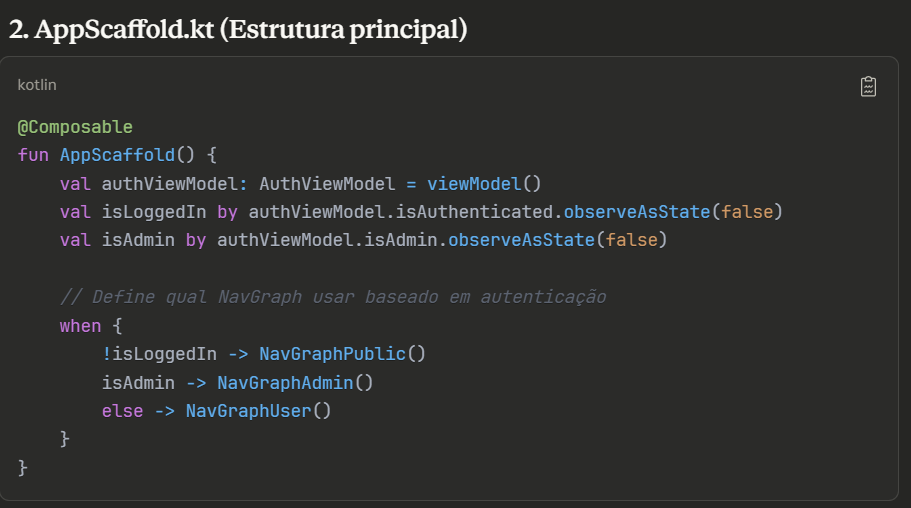 2. AppScaffold.kt (Estrutura principal)
kotlin
@Composable
fun AppScaffold() {
    val authViewModel: AuthViewModel = viewModel()
    val isLoggedIn by authViewModel.isAuthenticated.observeAsState(false)
    val isAdmin by authViewModel.isAdmin.observeAsState(false)

    // Define qual NavGraph usar baseado em autenticação
    when {
        !isLoggedIn -> NavGraphPublic()
        isAdmin -> NavGraphAdmin()
        else -> NavGraphUser()
    }
}